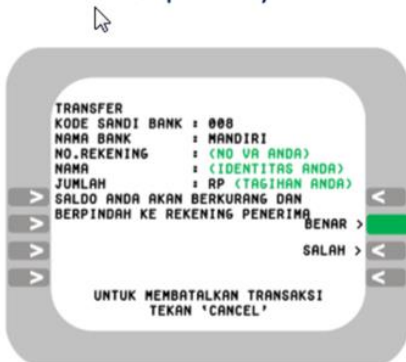 TRANSFER
KODE SANDI BANK : 008
NAMA BANK : MANDIRI
NO.REKENING : (NO VA ANDA)
NAMA : (IDENTITAS ANDA)
JUMLAH : RP (TAGIHAN ANDA)
> SALDO ANDA AKAN BERKURANG DAN <
BERPINDAH KE REKENING PENERIMA
> BENAR >
> SALAH > <
> <
UNTUK MEMBATALKAN TRANSAKSI
TEKAN 'CANCEL'